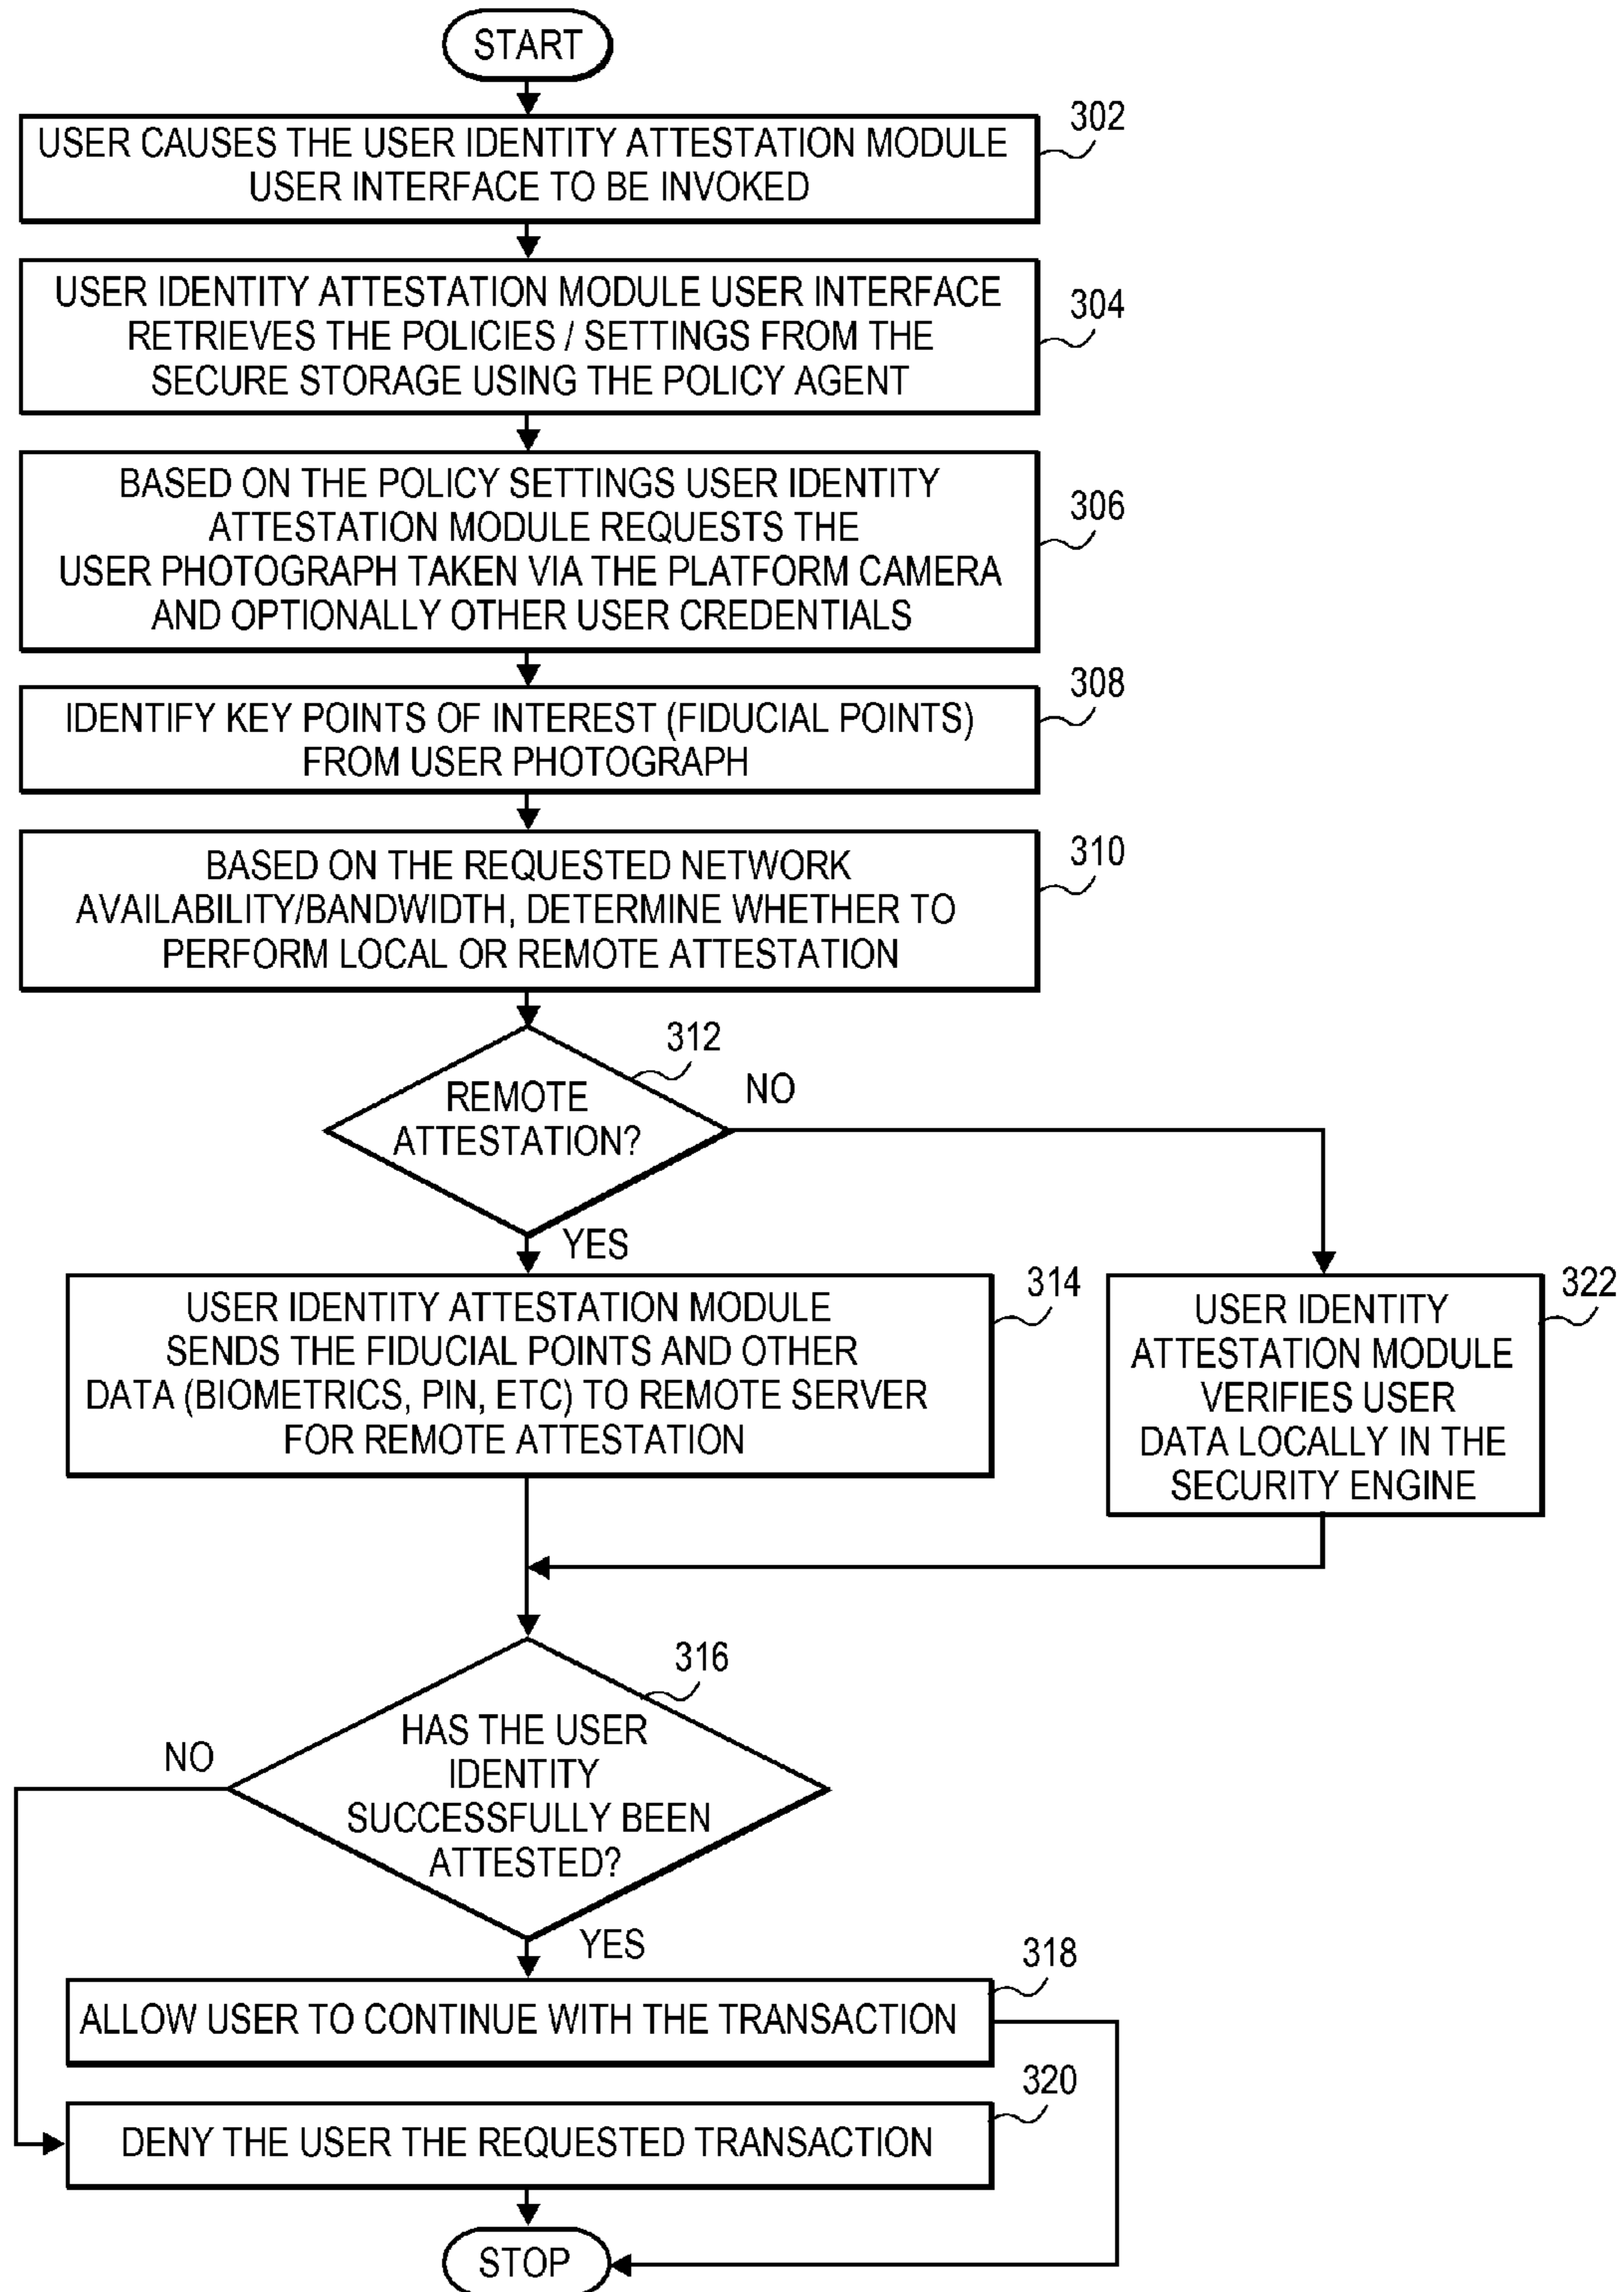 START
302
USER CAUSES THE USER IDENTITY ATTESTATION MODULE
USER INTERFACE TO BE INVOKED
304
USER IDENTITY ATTESTATION MODULE USER INTERFACE
RETRIEVES THE POLICIES / SETTINGS FROM THE
SECURE STORAGE USING THE POLICY AGENT
306
BASED ON THE POLICY SETTINGS USER IDENTITY
ATTESTATION MODULE REQUESTS THE
USER PHOTOGRAPH TAKEN VIA THE PLATFORM CAMERA
AND OPTIONALLY OTHER USER CREDENTIALS
308
IDENTIFY KEY POINTS OF INTEREST (FIDUCIAL POINTS)
FROM USER PHOTOGRAPH
310
BASED ON THE REQUESTED NETWORK
AVAILABILITY/BANDWIDTH, DETERMINE WHETHER TO
PERFORM LOCAL OR REMOTE ATTESTATION
312
REMOTE
ATTESTATION?
NO
YES
314
USER IDENTITY ATTESTATION MODULE
SENDS THE FIDUCIAL POINTS AND OTHER
DATA (BIOMETRICS, PIN, ETC) TO REMOTE SERVER
FOR REMOTE ATTESTATION
322
USER IDENTITY
ATTESTATION MODULE
VERIFIES USER
DATA LOCALLY IN THE
SECURITY ENGINE
316
HAS THE USER
IDENTITY
SUCCESSFULLY BEEN
ATTESTED?
NO
YES
318
ALLOW USER TO CONTINUE WITH THE TRANSACTION
320
DENY THE USER THE REQUESTED TRANSACTION
STOP